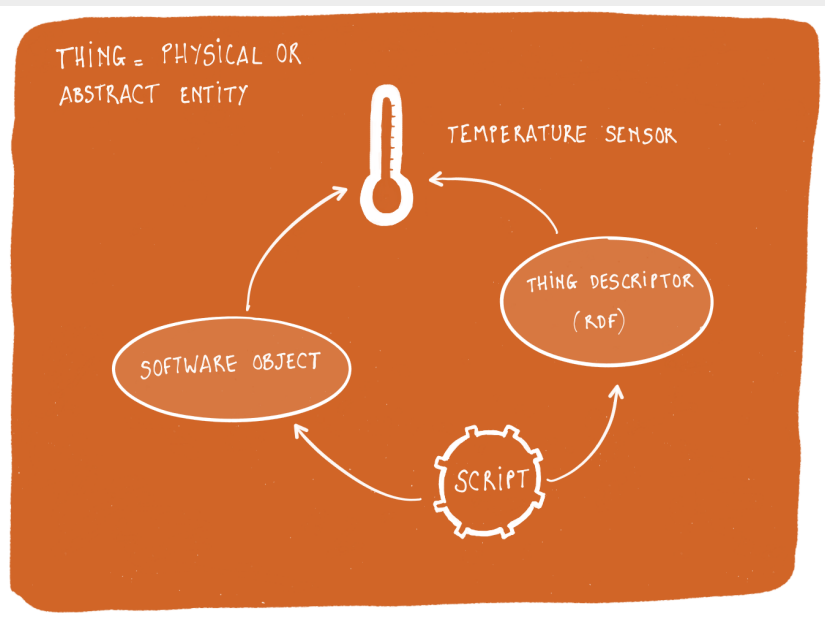 THiNG = PHYSiCAL OR
ABSTRACT ENTiTY
TEMPERATURE SENSOR
THiNG DESCRiPTOR
(RDF)
SOFTWARE OBJECT
SCRiPT